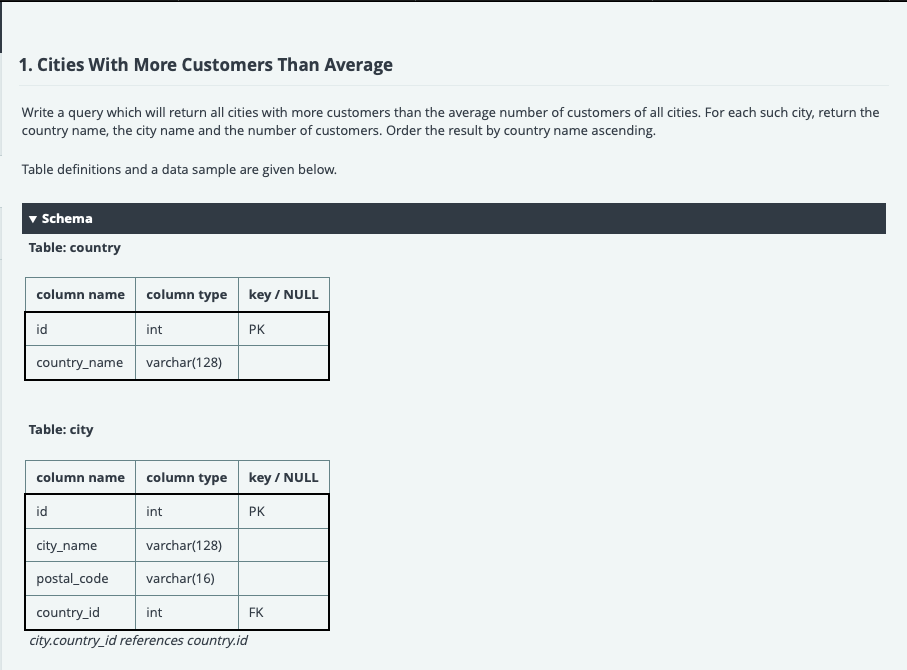 1. Cities With More Customers Than Average
Write a query which will return all cities with more customers than the average number of customers of all cities. For each such city, return the
country name, the city name and the number of customers. Order the result by country name ascending.
Table definitions and a data sample are given below.
▼ Schema
Table: country
column name column type key / NULL
id int PK
country_name varchar(128)
Table: city
column name column type key / NULL
id int PK
city_name varchar(128)
postal_code varchar(16)
country_id int FK
city.country_id references country.id